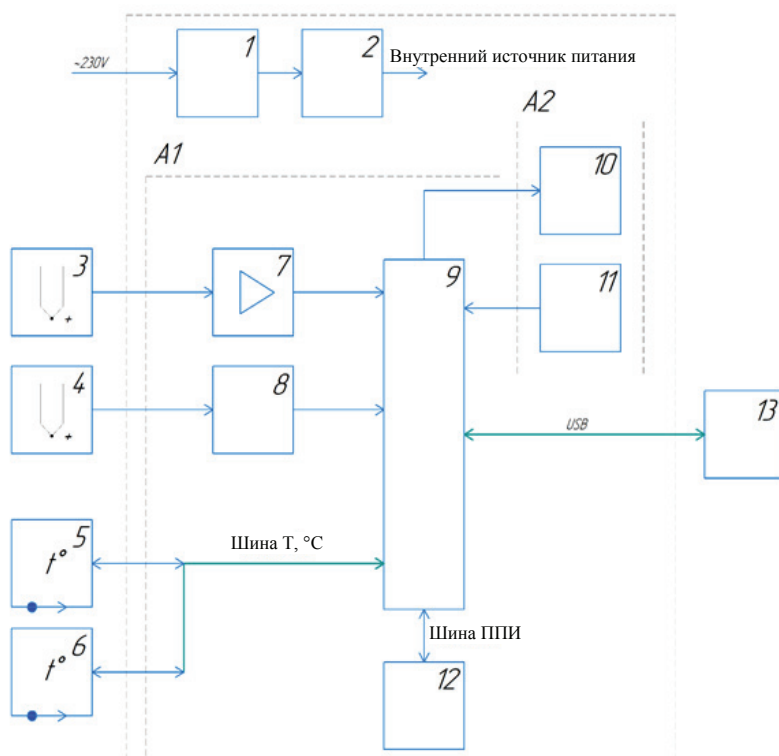 1
2
~230V
Внутренний источник питания
A2
A1
10
3
7
9
11
+
4
8
13
+
USB
5
Шина Т, °С
t°
6
Шина ППИ
t°
12